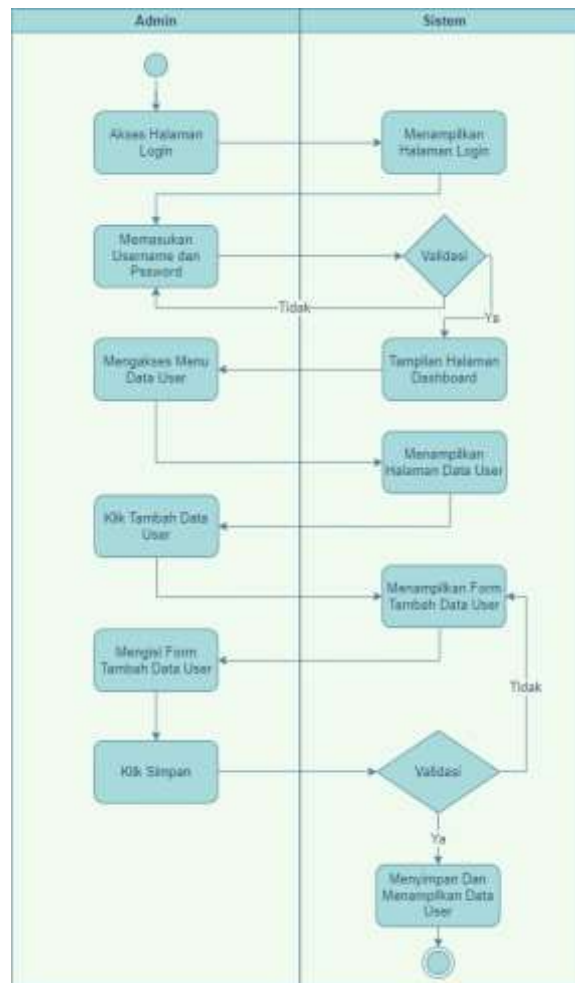 Admin
Sistem
Akses Halaman
Login
Menampilkan
Halaman Login
Memasukan
Username dan
Pssword
Validasi
Tidak
Ya
Tampilan Halaman
Dashboard
Mengakses Menu
Data User
Menampilkan
Halaman Data User
Klik Tambah Data
User
Menampilkan Form
Tambah Data User
Mengisi Form
Tambah Data User
Tidak
Klik Simpan
Validasi
Ya
Menyimpan Dan
Menampilkan Data
User